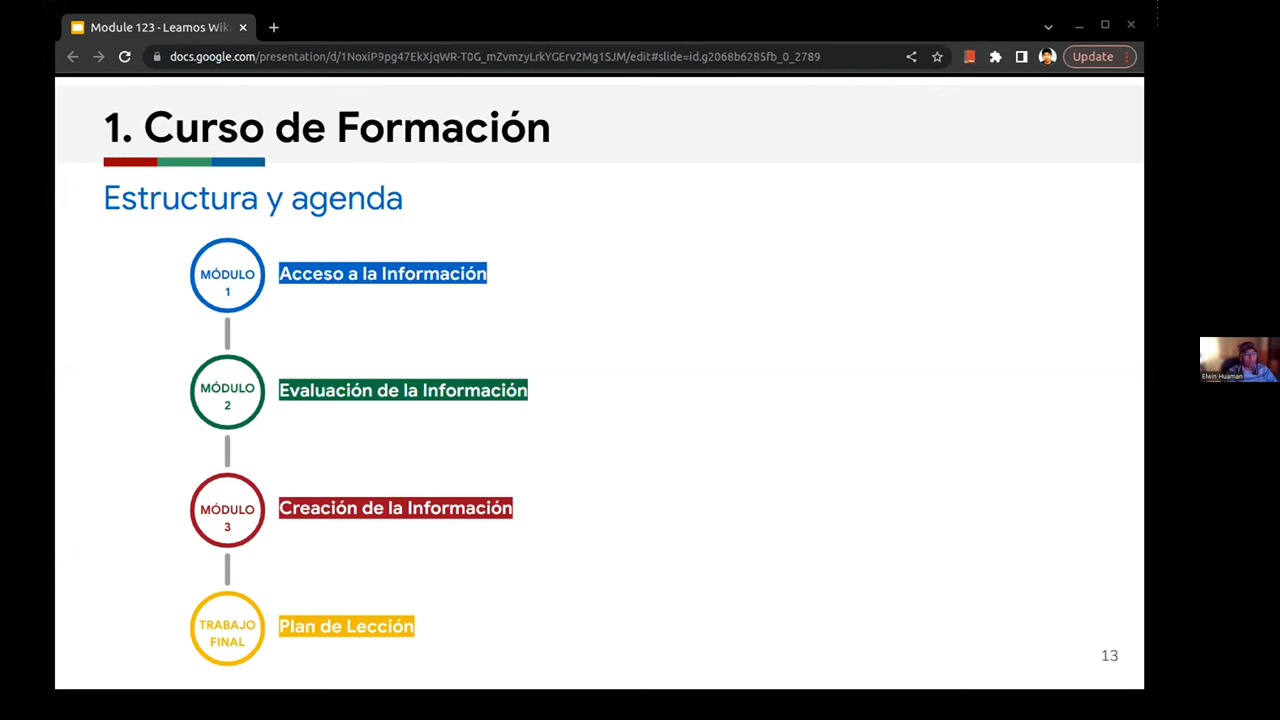 Module 123 - Leamos Wik
docs.google.com/presentation/d/1NoxiP9pg47EkXjqWR-T0G_mZvmzyLrkYGErv2Mg1SJM/edit#slide=id.g2068b6285fb_0_2789
Update
1. Curso de Formación
Estructura y agenda
MÓDULO
1
Acceso a la Información
MÓDULO
2
Evaluación de la Información
MÓDULO
3
Creación de la Información
TRABAJO
FINAL
Plan de Lección
13
Elwin Huaman